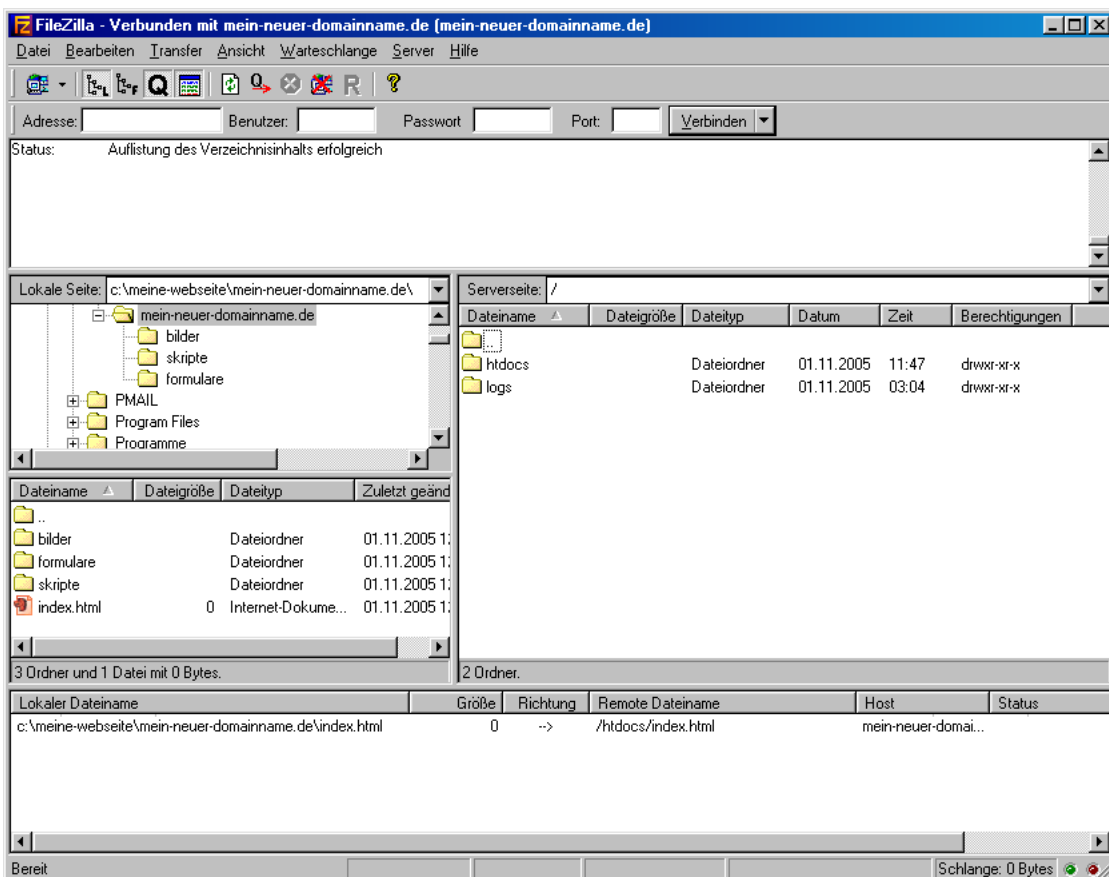 FileZilla - Verbunden mit mein-neuer-domainname.de (mein-neuer-domainname.de)
Datei Bearbeiten Transfer Ansicht Warteschlange Server Hilfe
Adresse: Benutzer: Passwort Port: Verbinden
Status: Auflistung des Verzeichnisinhalts erfolgreich
Lokale Seite: c:\meine-webseite\mein-neuer-domainname.de\
mein-neuer-domainname.de
bilder
skripte
formulare
PMAIL
Program Files
Programme
Dateiname Dateigröße Dateityp Zuletzt geänd
..
bilder Dateiordner 01.11.2005 1
formulare Dateiordner 01.11.2005 1
skripte Dateiordner 01.11.2005 1
index.html 0 Internet-Dokume... 01.11.2005 1
3 Ordner und 1 Datei mit 0 Bytes.
Serverseite: /
Dateiname Dateigröße Dateityp Datum Zeit Berechtigungen
..
htdocs Dateiordner 01.11.2005 11:47 drwxr-xr-x
logs Dateiordner 01.11.2005 03:04 drwxr-xr-x
2 Ordner.
Lokaler Dateiname Größe Richtung Remote Dateiname Host Status
c:\meine-webseite\mein-neuer-domainname.de\index.html 0 --> /htdocs/index.html mein-neuer-domai...
Bereit Schlange: 0 Bytes